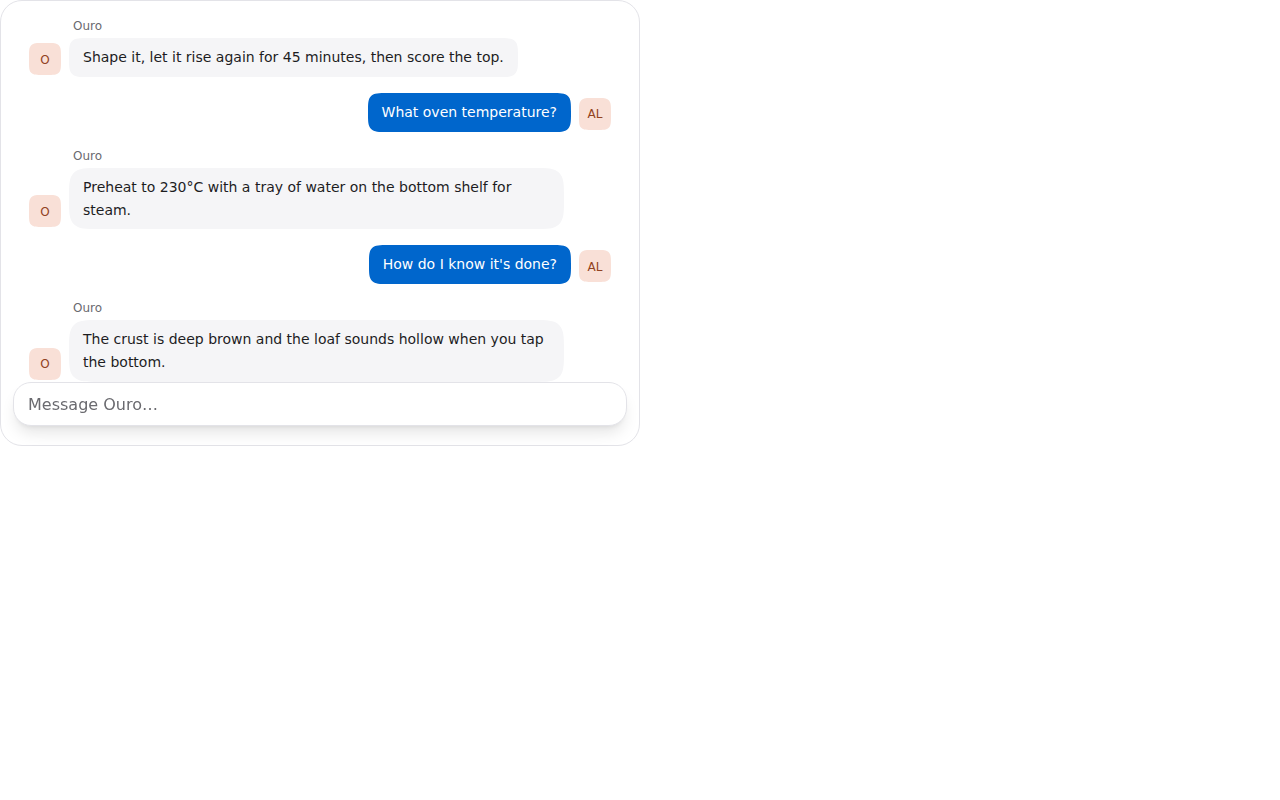 Ouro
O
Shape it, let it rise again for 45 minutes, then score the top.
What oven temperature?
AL
Ouro
O
Preheat to 230°C with a tray of water on the bottom shelf for
steam.
How do I know it's done?
AL
Ouro
O
The crust is deep brown and the loaf sounds hollow when you tap
the bottom.
Message Ouro…